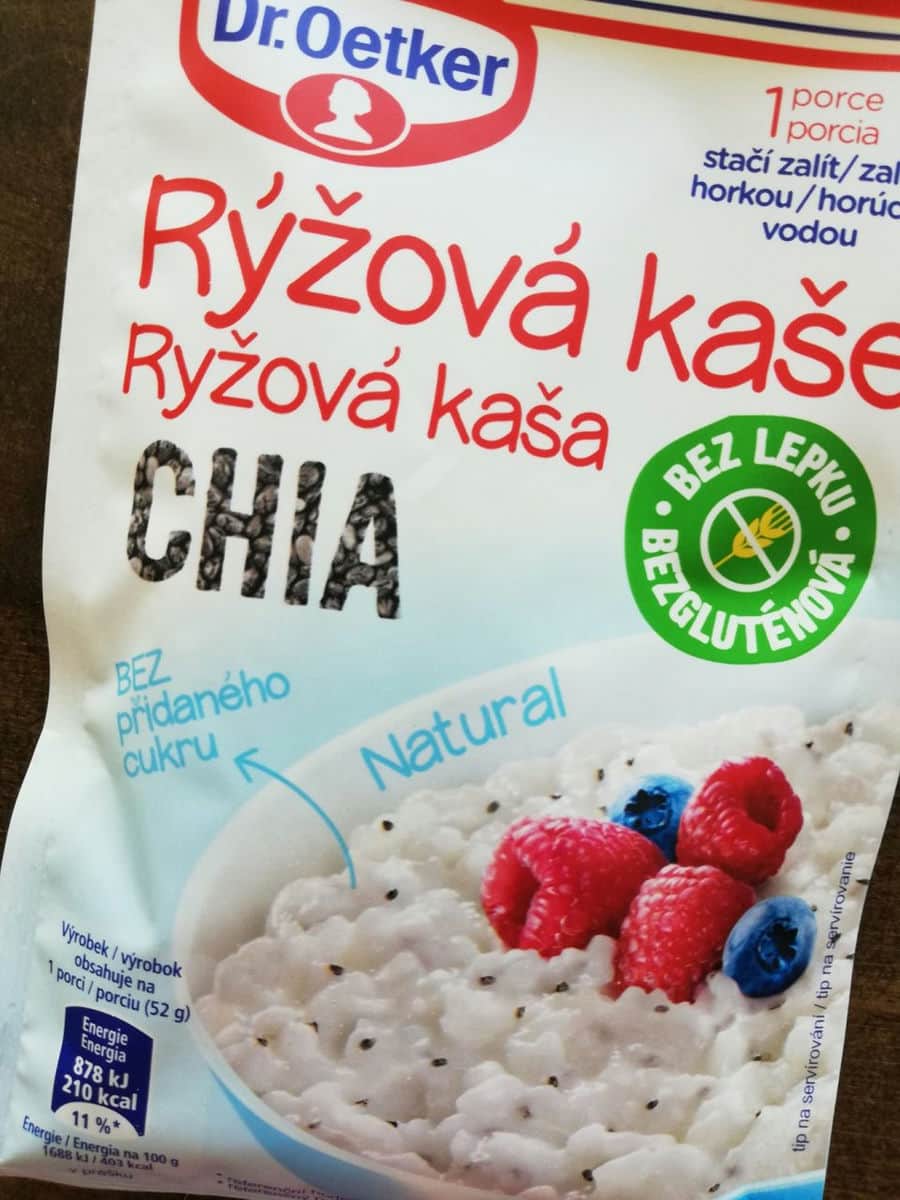 Dr. Oetker
1 porce
porcia
stačí zalít/
horkou/
vodou
Rýžová kaše
Ryžová kaša
CHIA
BEZ LEPKU
BEZGLUTÉNOVÁ
BEZ
přidaného
cukru
Natural
Výrobek / výrobok
obsahuje na
1 porci / porciu (52 g)
Energie
Energia
878 kJ
210 kcal
11 %*
Energie / Energia na 100 g
1688 kJ / 403 kcal
v prášku
tip na servírování / tip na servírovanie